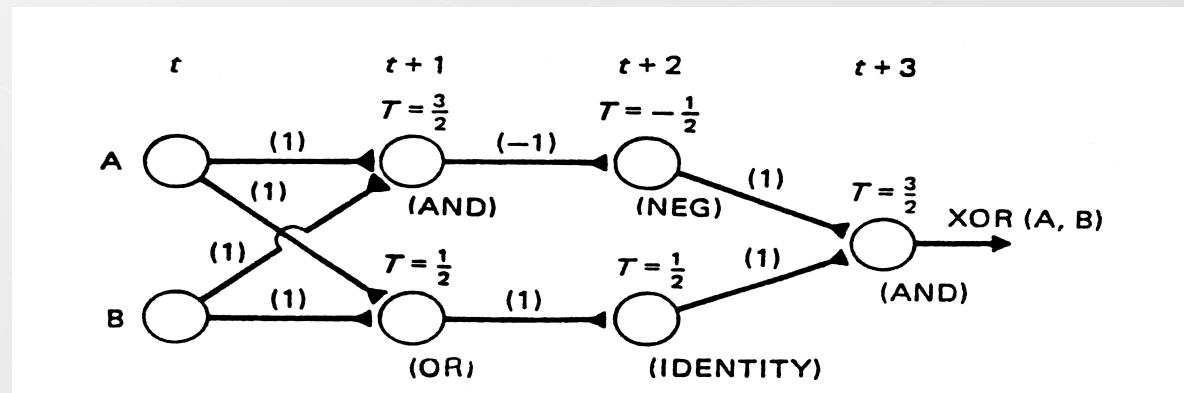 t t + 1 t + 2 t + 3
T = 3/2 T = − 1/2
A (1) (−1)
(1) (1) T = 3/2
(AND) (NEG) XOR (A, B)
(1) T = 1/2 T = 1/2 (1)
(AND)
B (1) (1)
(OR) (IDENTITY)